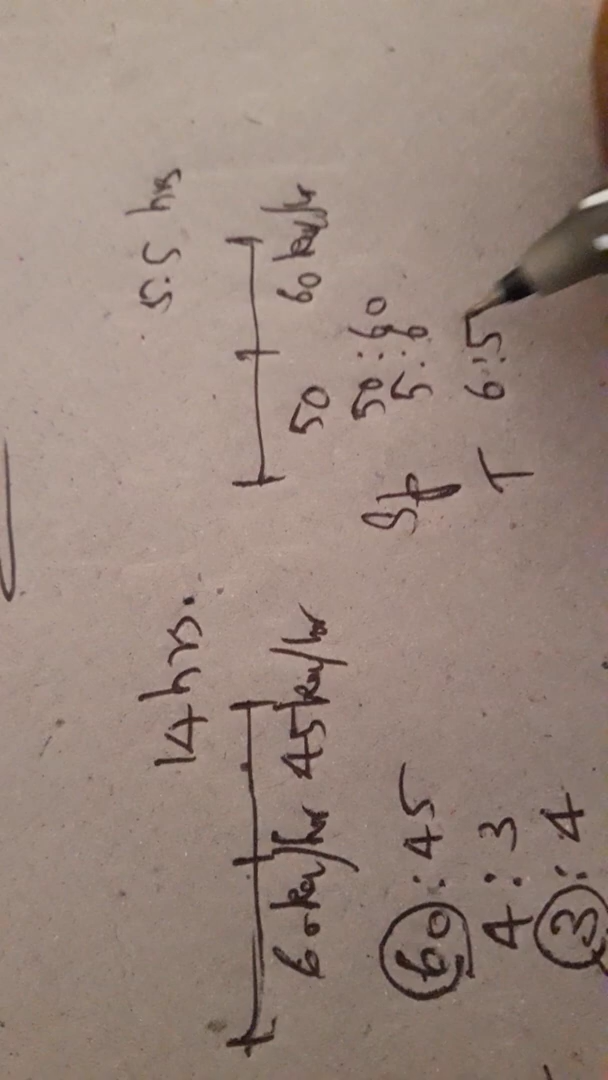 14 hrs.
60 km/hr 45 km/hr
60 : 45
4 : 3
3 : 4
5.5 hrs
50 60 km/hr
50 : 60
5 : 6
T 6 : 5